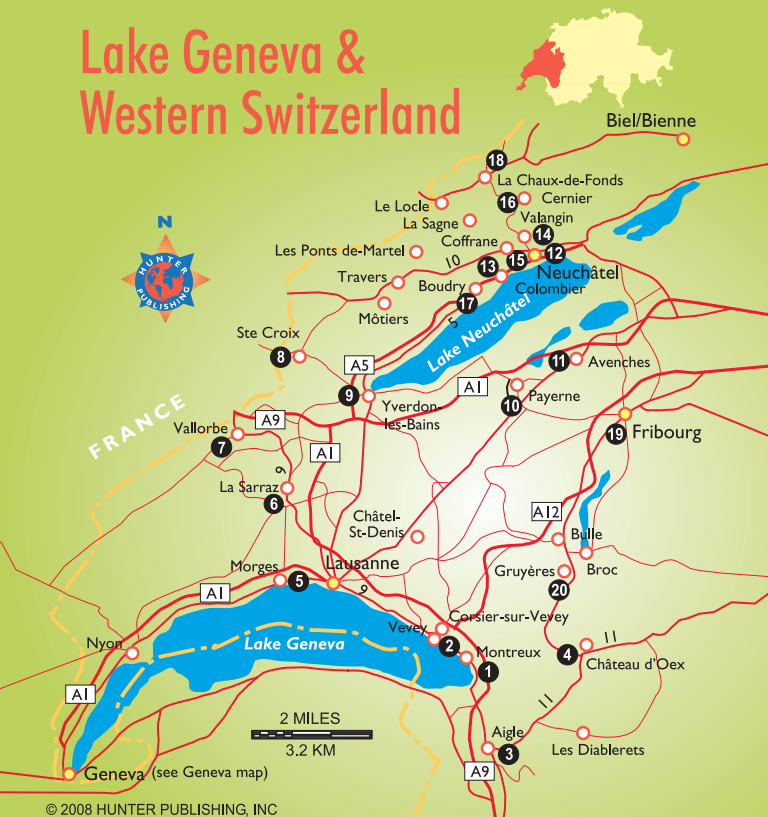 Lake Geneva &
Western Switzerland
Biel/Bienne
18
La Chaux-de-Fonds
16
Cernier
Le Locle
La Sagne
Valangin
14
Coffrane
Les Ponts de-Martel
10
15
12
13
Neuchâtel
Travers
Boudry
Colombier
17
Môtiers
5
Lake Neuchâtel
N
HUNTER
PUBLISHING
Ste Croix
8
A5
11
Avenches
9
A1
Payerne
10
Yverdon-
les-Bains
FRANCE
A9
Vallorbe
7
A1
19
Fribourg
9
La Sarraz
6
Châtel-
St-Denis
A12
Bulle
Broc
Gruyères
20
Morges
5
Lausanne
9
A1
Corsier-sur-Vevey
Vevey
2
Montreux
1
Nyon
Lake Geneva
11
4
Château d'Oex
A1
11
2 MILES
3.2 KM
Aigle
3
Les Diablerets
A9
Geneva (see Geneva map)
© 2008 HUNTER PUBLISHING, INC